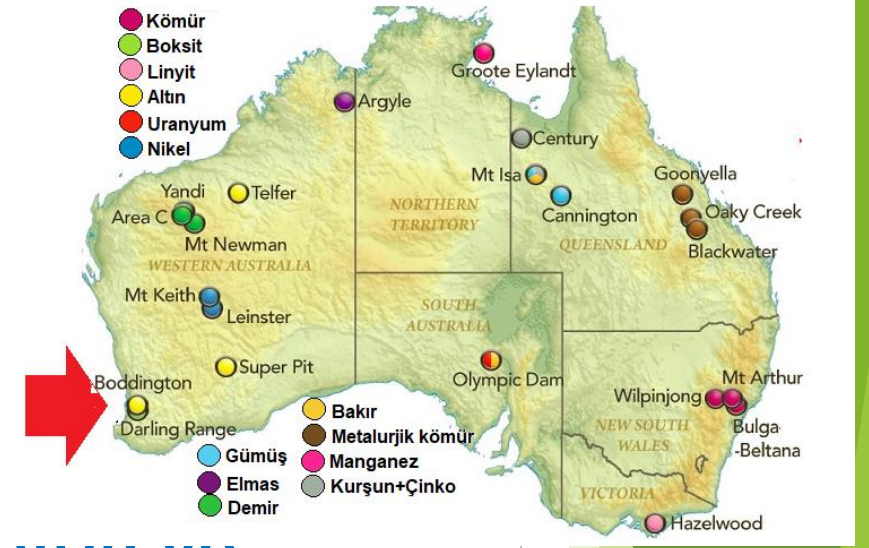 Kömür
Boksit
Linyit
Altın
Uranyum
Nikel
Groote Eylandt
Argyle
Century
Mt Isa
Goonyella
Yandi
Telfer
NORTHERN
TERRITORY
Cannington
Oaky Creek
Area C
Mt Newman
QUEENSLAND
Blackwater
WESTERN AUSTRALIA
Mt Keith
Leinster
SOUTH
AUSTRALIA
Super Pit
Olympic Dam
Mt Arthur
Boddington
Wilpinjong
Darling Range
NEW SOUTH
WALES
Bulga
-Beltana
Bakır
Metalurjik kömür
Manganez
Kurşun+Çinko
Gümüş
Elmas
Demir
VICTORIA
Hazelwood